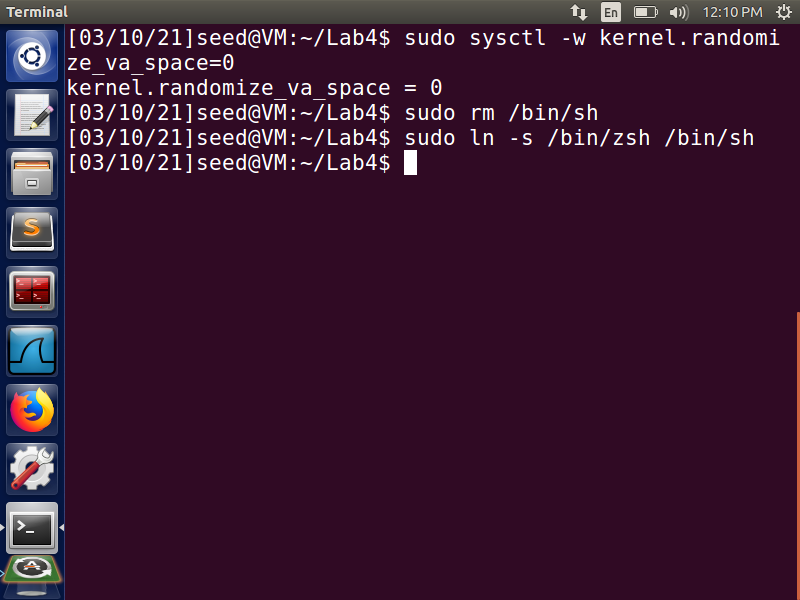 Terminal
En
12:10 PM
[03/10/21]seed@VM:~/Lab4$ sudo sysctl -w kernel.randomi
ze_va_space=0
kernel.randomize_va_space = 0
[03/10/21]seed@VM:~/Lab4$ sudo rm /bin/sh
[03/10/21]seed@VM:~/Lab4$ sudo ln -s /bin/zsh /bin/sh
[03/10/21]seed@VM:~/Lab4$